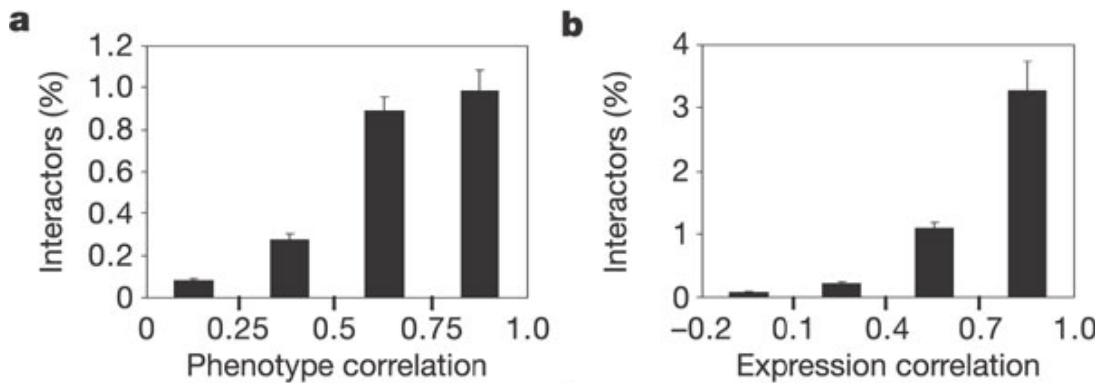 a
1.2
1.0
0.8
0.6
0.4
0.2
0
Interactors (%)
0 0.25 0.5 0.75 1.0
Phenotype correlation
b
4
3
2
1
0
Interactors (%)
−0.2 0.1 0.4 0.7 1.0
Expression correlation